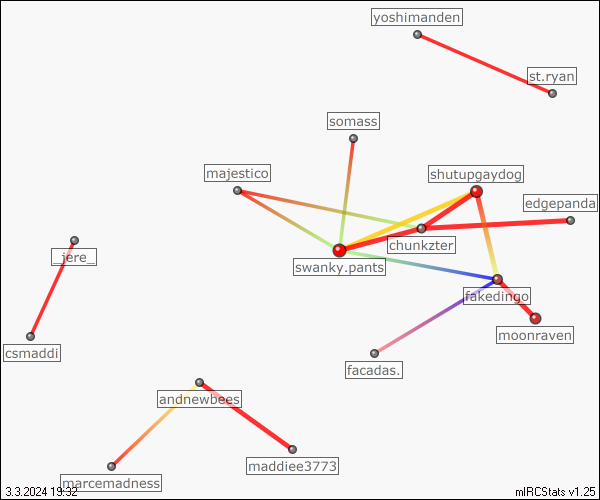 yoshimanden
st.ryan
somass
majestico
shutupgaydog
edgepanda
chunkzter
_jere_
swanky.pants
fakedingo
moonraven
csmaddi
facadas.
andnewbees
maddiee3773
marcemadness
3.3.2024 19:32
mIRCStats v1.25